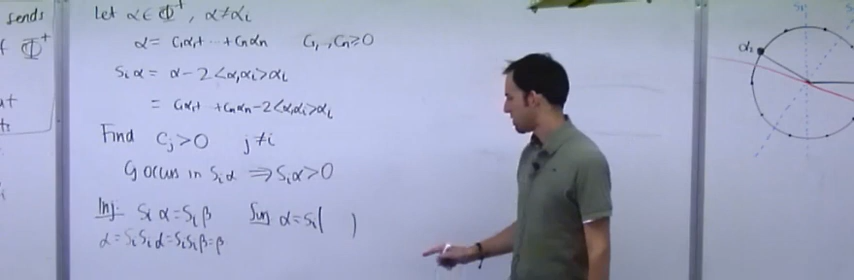 sends
f Φ⁺
Let α∈Φ⁺, α≠αᵢ
α = c₁α₁+ ⋯ +cₙαₙ c₁,…,cₙ≥0
sᵢα = α − 2<α,αᵢ>αᵢ
= c₁α₁+ +cₙαₙ−2<α,αᵢ>αᵢ
Find cⱼ>0 j≠i
cⱼ occurs in sᵢα ⇒ sᵢα>0
Inj: sᵢα=sᵢβ Surj α=sᵢ( )
α=sᵢsᵢα=sᵢsᵢβ=β